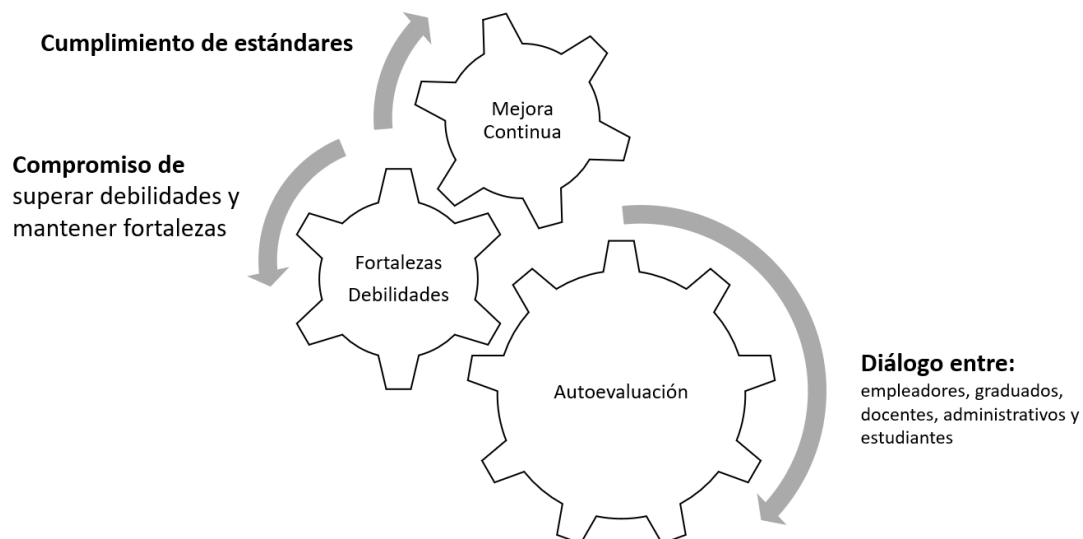 Cumplimiento de estándares
Mejora
Continua
Compromiso de
superar debilidades y
mantener fortalezas
Fortalezas
Debilidades
Autoevaluación
Diálogo entre:
empleadores, graduados,
docentes, administrativos y
estudiantes